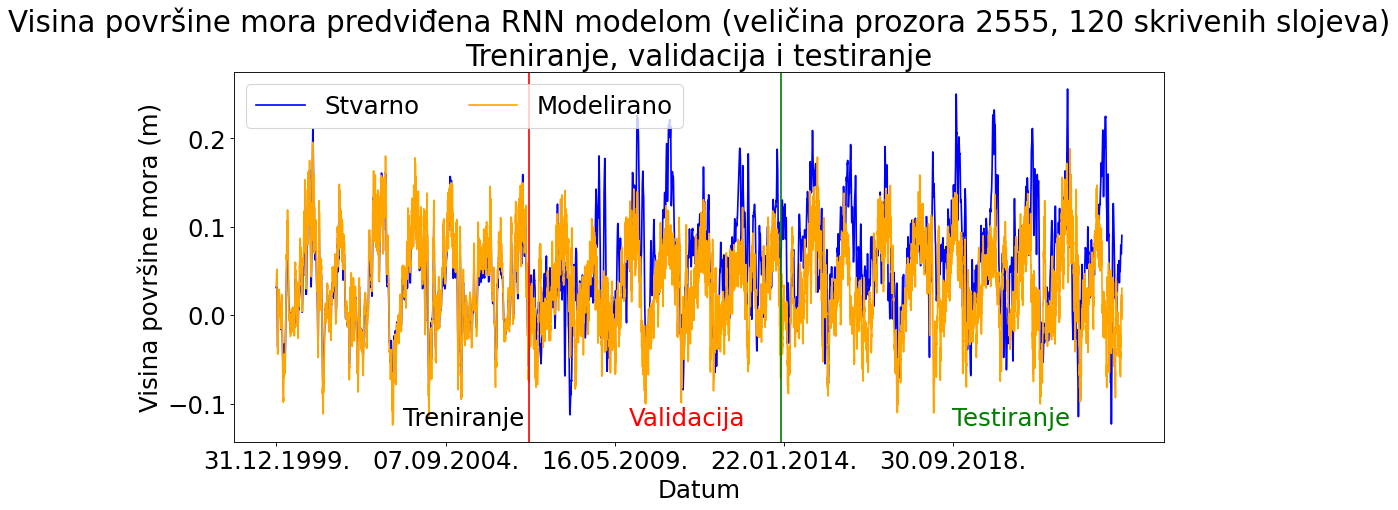 Visina površine mora predviđena RNN modelom (veličina prozora 2555, 120 skrivenih slojeva)
Treniranje, validacija i testiranje
Stvarno
Modelirano
Visina površine mora (m)
0.2
0.1
0.0
−0.1
Treniranje
Validacija
Testiranje
31.12.1999.
07.09.2004.
16.05.2009.
22.01.2014.
30.09.2018.
Datum